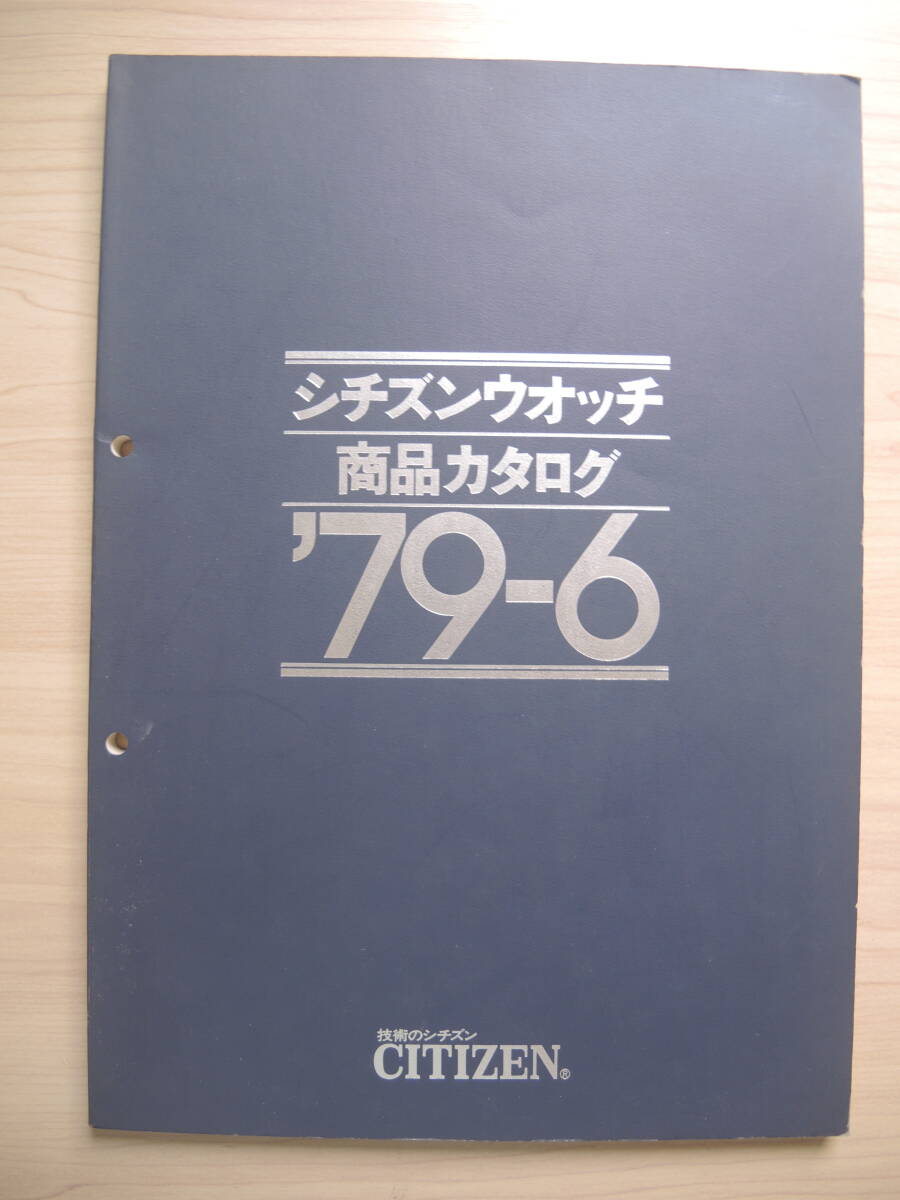 シチズンウオッチ
商品カタログ
'79-6
技術のシチズン
CITIZEN®